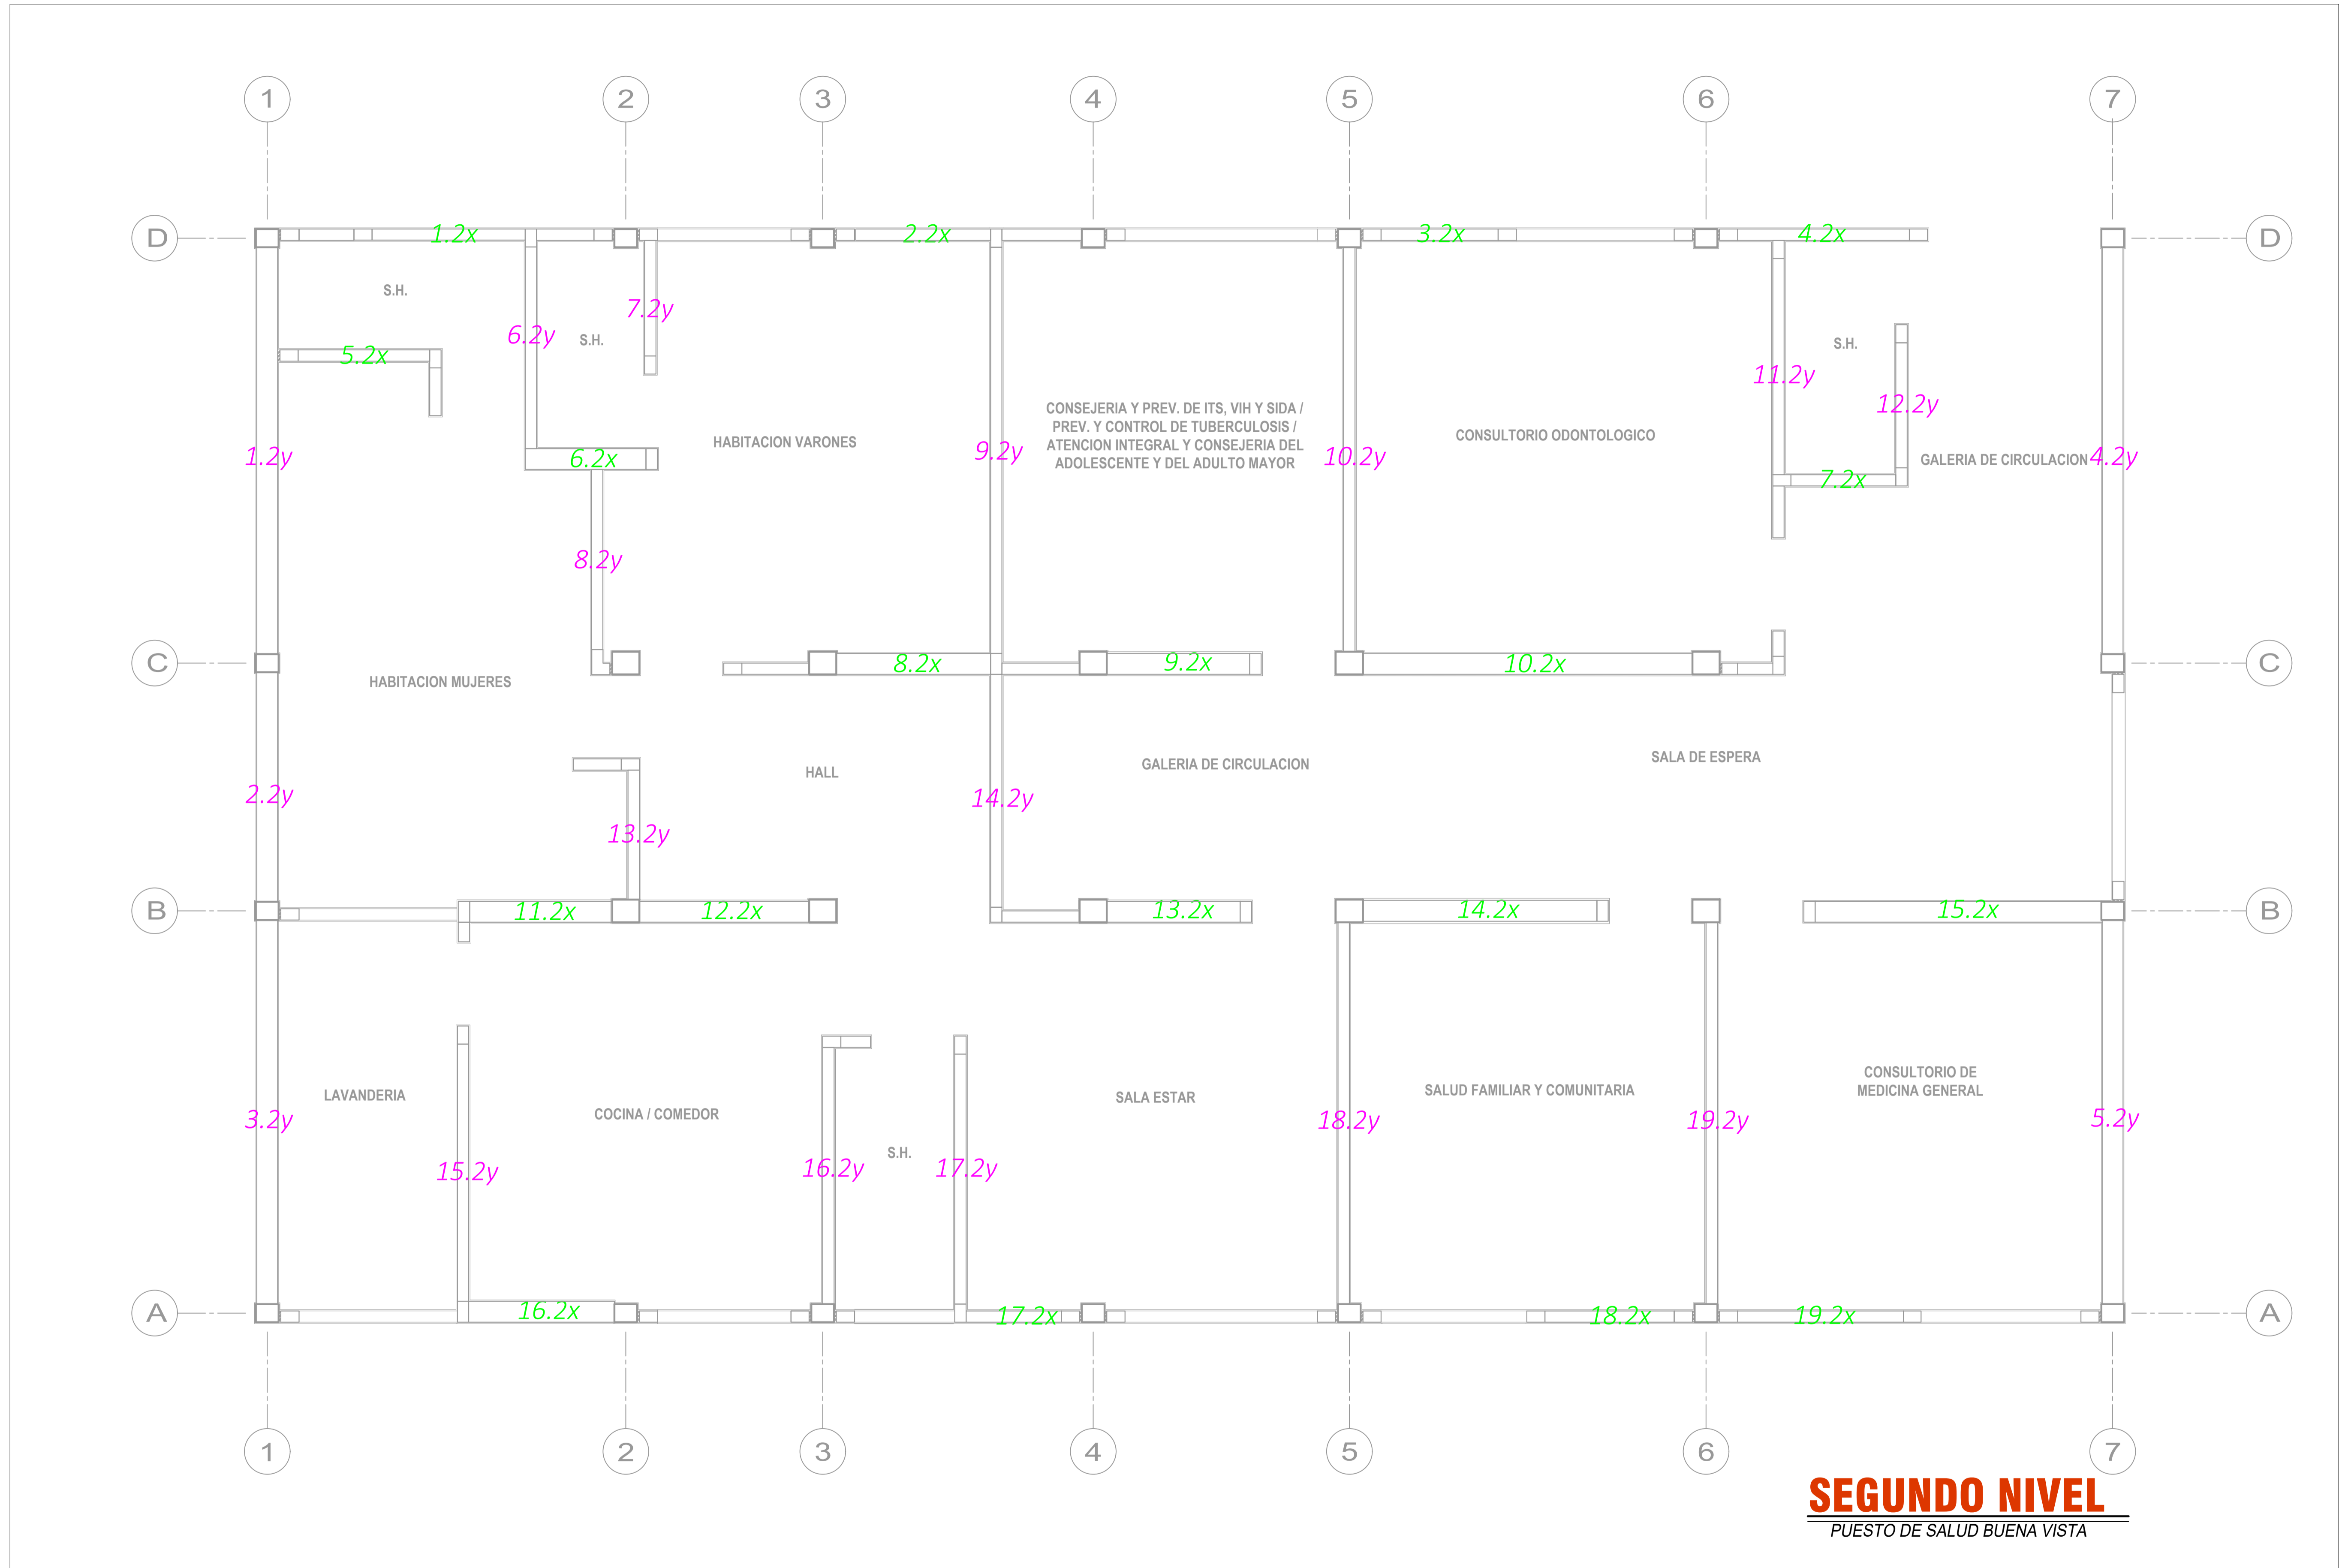 1 2 3 4 5 6 7
D 1.2x 2.2x 3.2x 4.2x D
S.H.
7.2y
6.2y
S.H.
S.H.
5.2x
11.2y
12.2y
CONSEJERIA Y PREV. DE ITS, VIH Y SIDA /
PREV. Y CONTROL DE TUBERCULOSIS /
ATENCION INTEGRAL Y CONSEJERIA DEL
ADOLESCENTE Y DEL ADULTO MAYOR
HABITACION VARONES
CONSULTORIO ODONTOLOGICO
1.2y
6.2x
9.2y
10.2y
GALERIA DE CIRCULACION
4.2y
7.2x
8.2y
C 8.2x 9.2x 10.2x C
HABITACION MUJERES
HALL
GALERIA DE CIRCULACION
SALA DE ESPERA
2.2y
14.2y
13.2y
B 11.2x 12.2x 13.2x 14.2x 15.2x B
LAVANDERIA
COCINA / COMEDOR
SALA ESTAR
SALUD FAMILIAR Y COMUNITARIA
CONSULTORIO DE
MEDICINA GENERAL
3.2y
18.2y
19.2y
5.2y
S.H.
15.2y
16.2y
17.2y
A 16.2x 17.2x 18.2x 19.2x A
1 2 3 4 5 6 7
SEGUNDO NIVEL
PUESTO DE SALUD BUENA VISTA